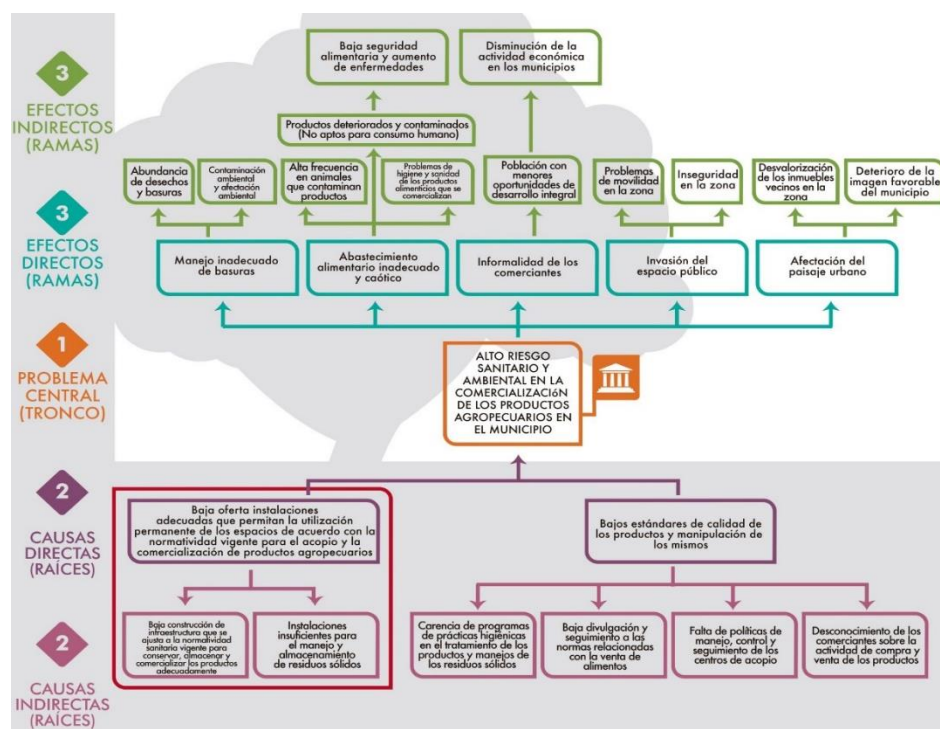 Baja seguridad
alimentaria y aumento
de enfermedades
Disminución de la
actividad económica
en los municipios
3
EFECTOS
INDIRECTOS
(RAMAS)
Productos deteriorados y contaminados
(No aptos para consumo humano)
Abundancia
de desechos
y basuras
Contaminación
ambiental
y afectación
ambiental
Alta frecuencia
en animales
que contaminan
productos
Problemas de
higiene y sanidad
de los productos
alimenticios que se
comercializan
Población con
menores
oportunidades de
desarrollo integral
Problemas
de movilidad
en la zona
Inseguridad
en la zona
Desvalorización
de los inmuebles
vecinos en la
zona
Deterioro de la
imagen favorable
del municipio
3
EFECTOS
DIRECTOS
(RAMAS)
Manejo inadecuado
de basuras
Abastecimiento
alimentario inadecuado
y caótico
Informalidad de los
comerciantes
Invasión del
espacio público
Afectación del
paisaje urbano
1
PROBLEMA
CENTRAL
(TRONCO)
ALTO RIESGO
SANITARIO Y
AMBIENTAL EN LA
COMERCIALIZACIóN
DE LOS PRODUCTOS
AGROPECUARIOS EN
EL MUNICIPIO
2
CAUSAS
DIRECTAS
(RAÍCES)
Baja oferta instalaciones
adecuadas que permitan la utilización
permanente de los espacios de acuerdo con la
normatividad vigente para el acopio y la
comercialización de productos agropecuarios
Bajos estándares de calidad de
los productos y manipulación de
los mismos
2
CAUSAS
INDIRECTAS
(RAÍCES)
Baja construcción de
infraestructura que se
ajusta a la normatividad
sanitaria vigente para
conservar, almacenar y
comercializar los productos
adecuadamente
Instalaciones
insuficientes para
el manejo y
almacenamiento de
residuos sólidos
Carencia de programas
de prácticas higiénicas
en el tratamiento de los
productos y manejos de
los residuos sólidos
Baja divulgación y
seguimiento a las
normas relacionadas
con la venta de
alimentos
Falta de políticas de
manejo, control y
seguimiento de los
centros de acopio
Desconocimiento de los
comerciantes sobre la
actividad de compra y
venta de los productos